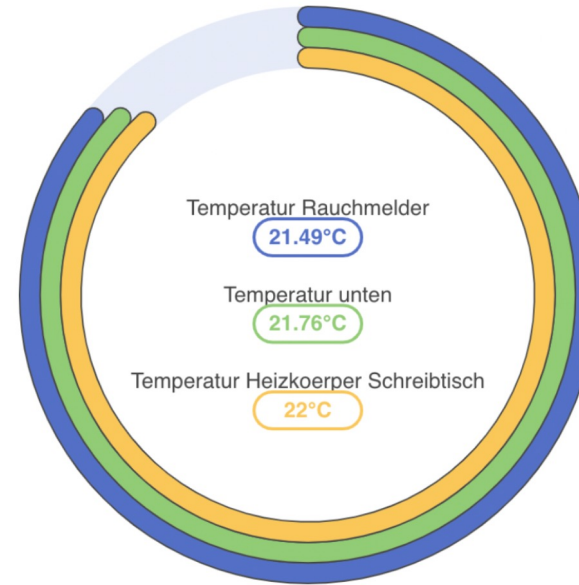 Temperatur Rauchmelder
21.49°C
Temperatur unten
21.76°C
Temperatur Heizkoerper Schreibtisch
22°C